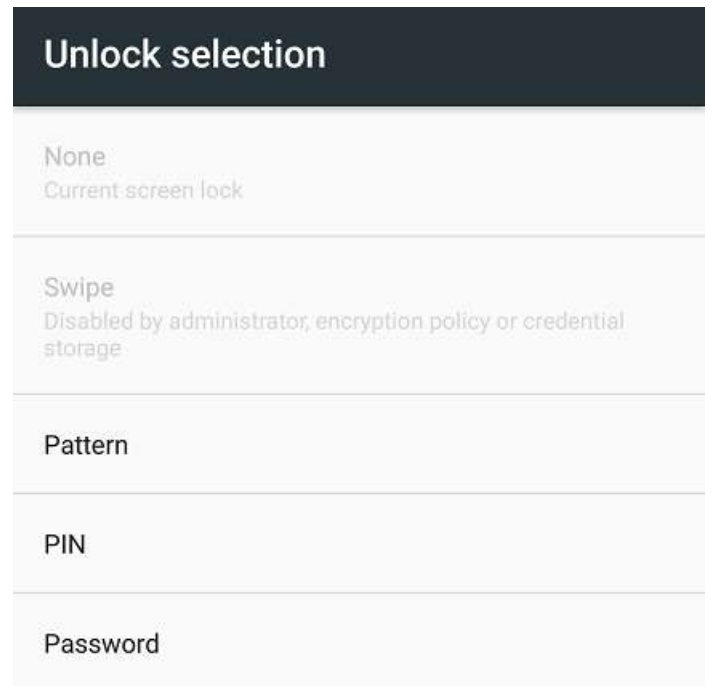 Unlock selection
None
Current screen lock
Swipe
Disabled by administrator, encryption policy or credential
storage
Pattern
PIN
Password